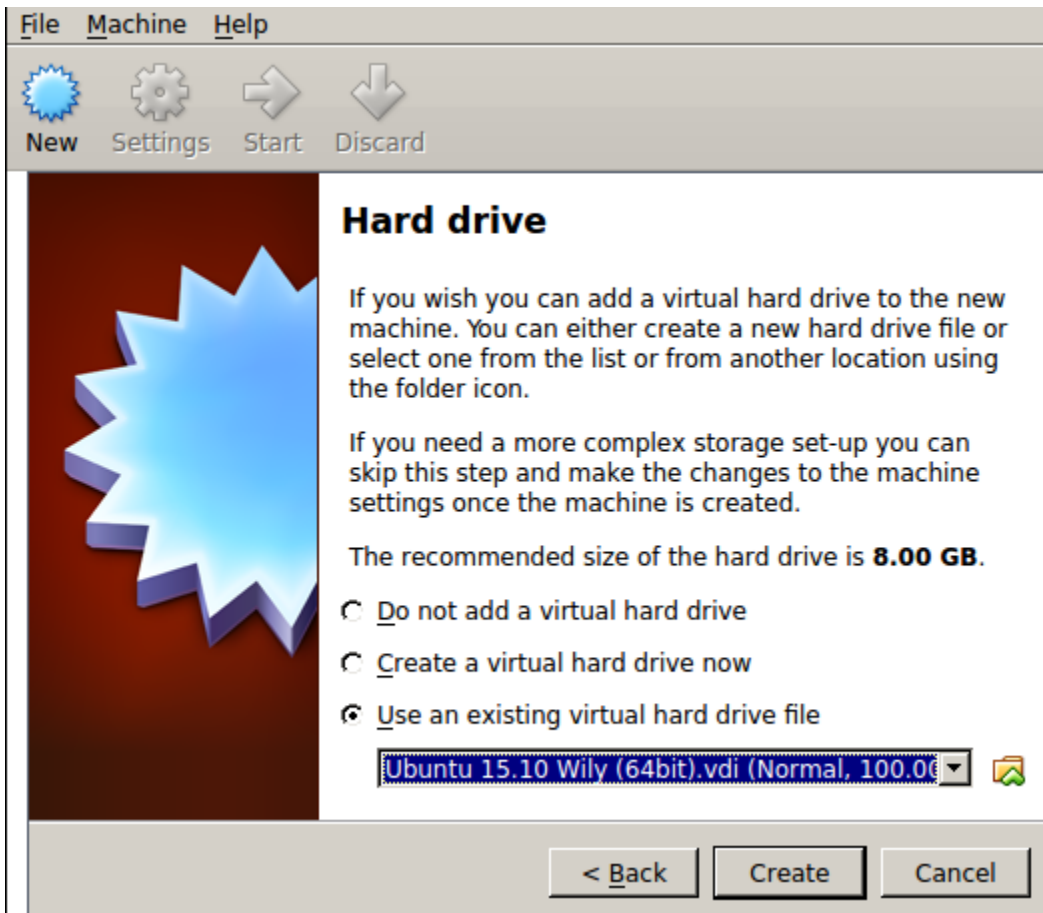 File Machine Help
New Settings Start Discard
Hard drive
If you wish you can add a virtual hard drive to the new
machine. You can either create a new hard drive file or
select one from the list or from another location using
the folder icon.
If you need a more complex storage set-up you can
skip this step and make the changes to the machine
settings once the machine is created.
The recommended size of the hard drive is 8.00 GB.
Do not add a virtual hard drive
Create a virtual hard drive now
Use an existing virtual hard drive file
Ubuntu 15.10 Wily (64bit).vdi (Normal, 100.00
< Back Create Cancel